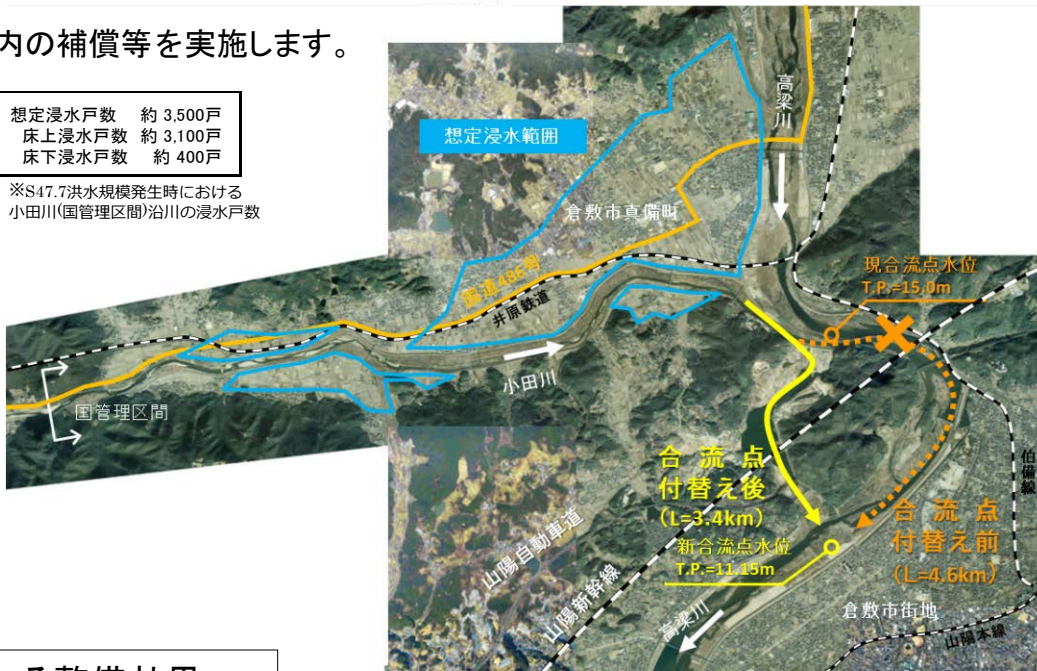 内の補償等を実施します。
想定浸水戸数 約 3,500戸
床上浸水戸数 約 3,100戸
床下浸水戸数 約 400戸
※S47.7洪水規模発生時における
小田川(国管理区間)沿川の浸水戸数
想定浸水範囲
高梁川
倉敷市真備町
国道486号
井原鉄道
現合流点水位
T.P.=15.0m
小田川
国管理区間
合流点
付替え後
(L=3.4km)
新合流点水位
T.P.=11.15m
伯備線
合流点
付替え前
(L=4.6km)
山陽自動車道
山陽新幹線
高梁川
倉敷市街地
山陽本線
る整備効果